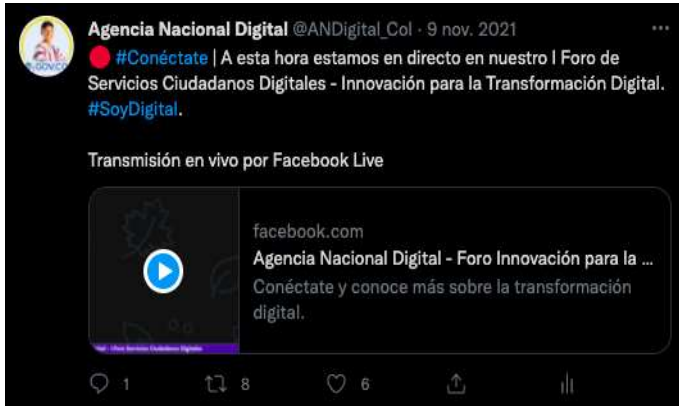 Agencia Nacional Digital @ANDigital_Col · 9 nov. 2021
#Conéctate | A esta hora estamos en directo en nuestro I Foro de
Servicios Ciudadanos Digitales - Innovación para la Transformación Digital.
#SoyDigital.
Transmisión en vivo por Facebook Live
facebook.com
Agencia Nacional Digital - Foro Innovación para la ...
Conéctate y conoce más sobre la transformación
digital.
1 8 6